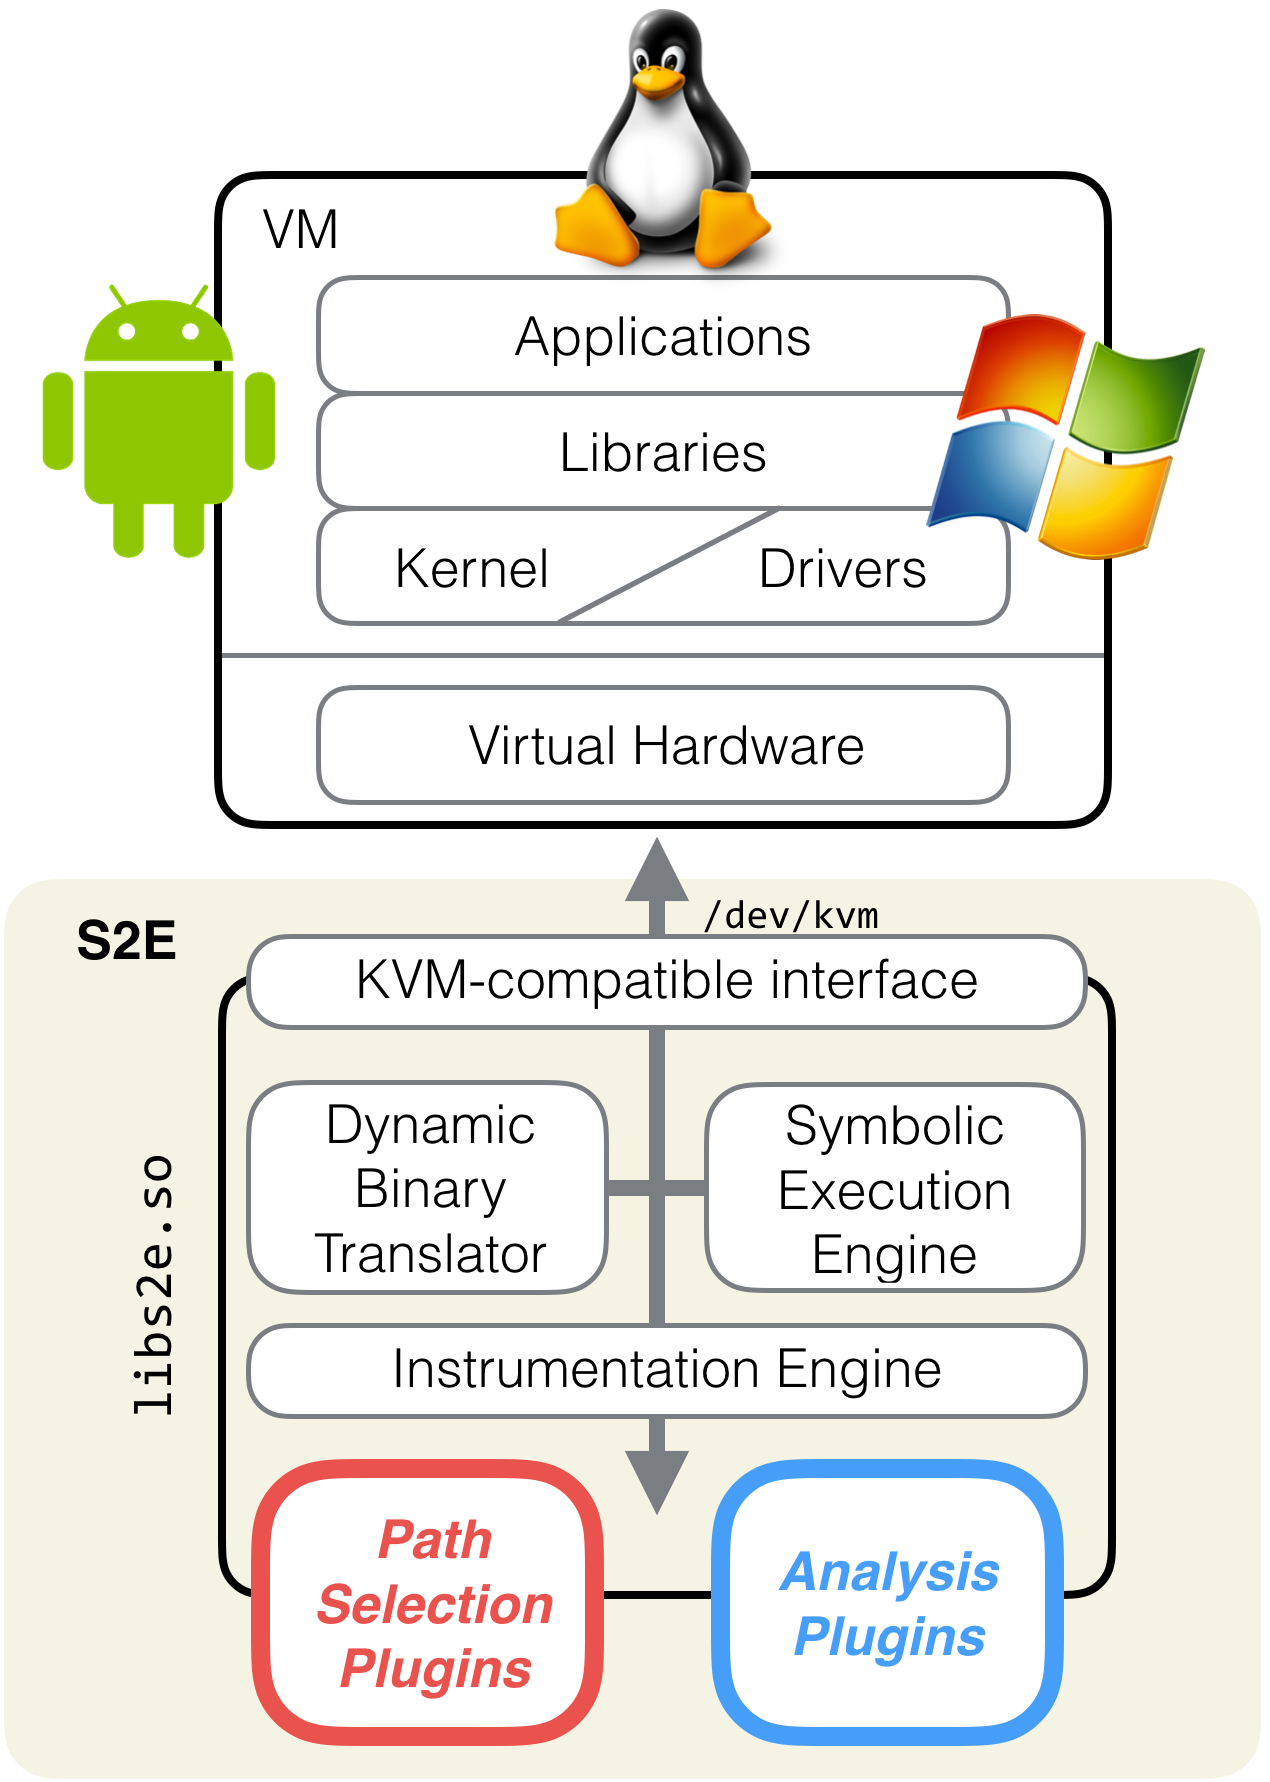 VM
Applications
Libraries
Kernel
Drivers
Virtual Hardware
S2E
/dev/kvm
KVM-compatible interface
libs2e.so
Dynamic
Binary
Translator
Symbolic
Execution
Engine
Instrumentation Engine
Path
Selection
Plugins
Analysis
Plugins